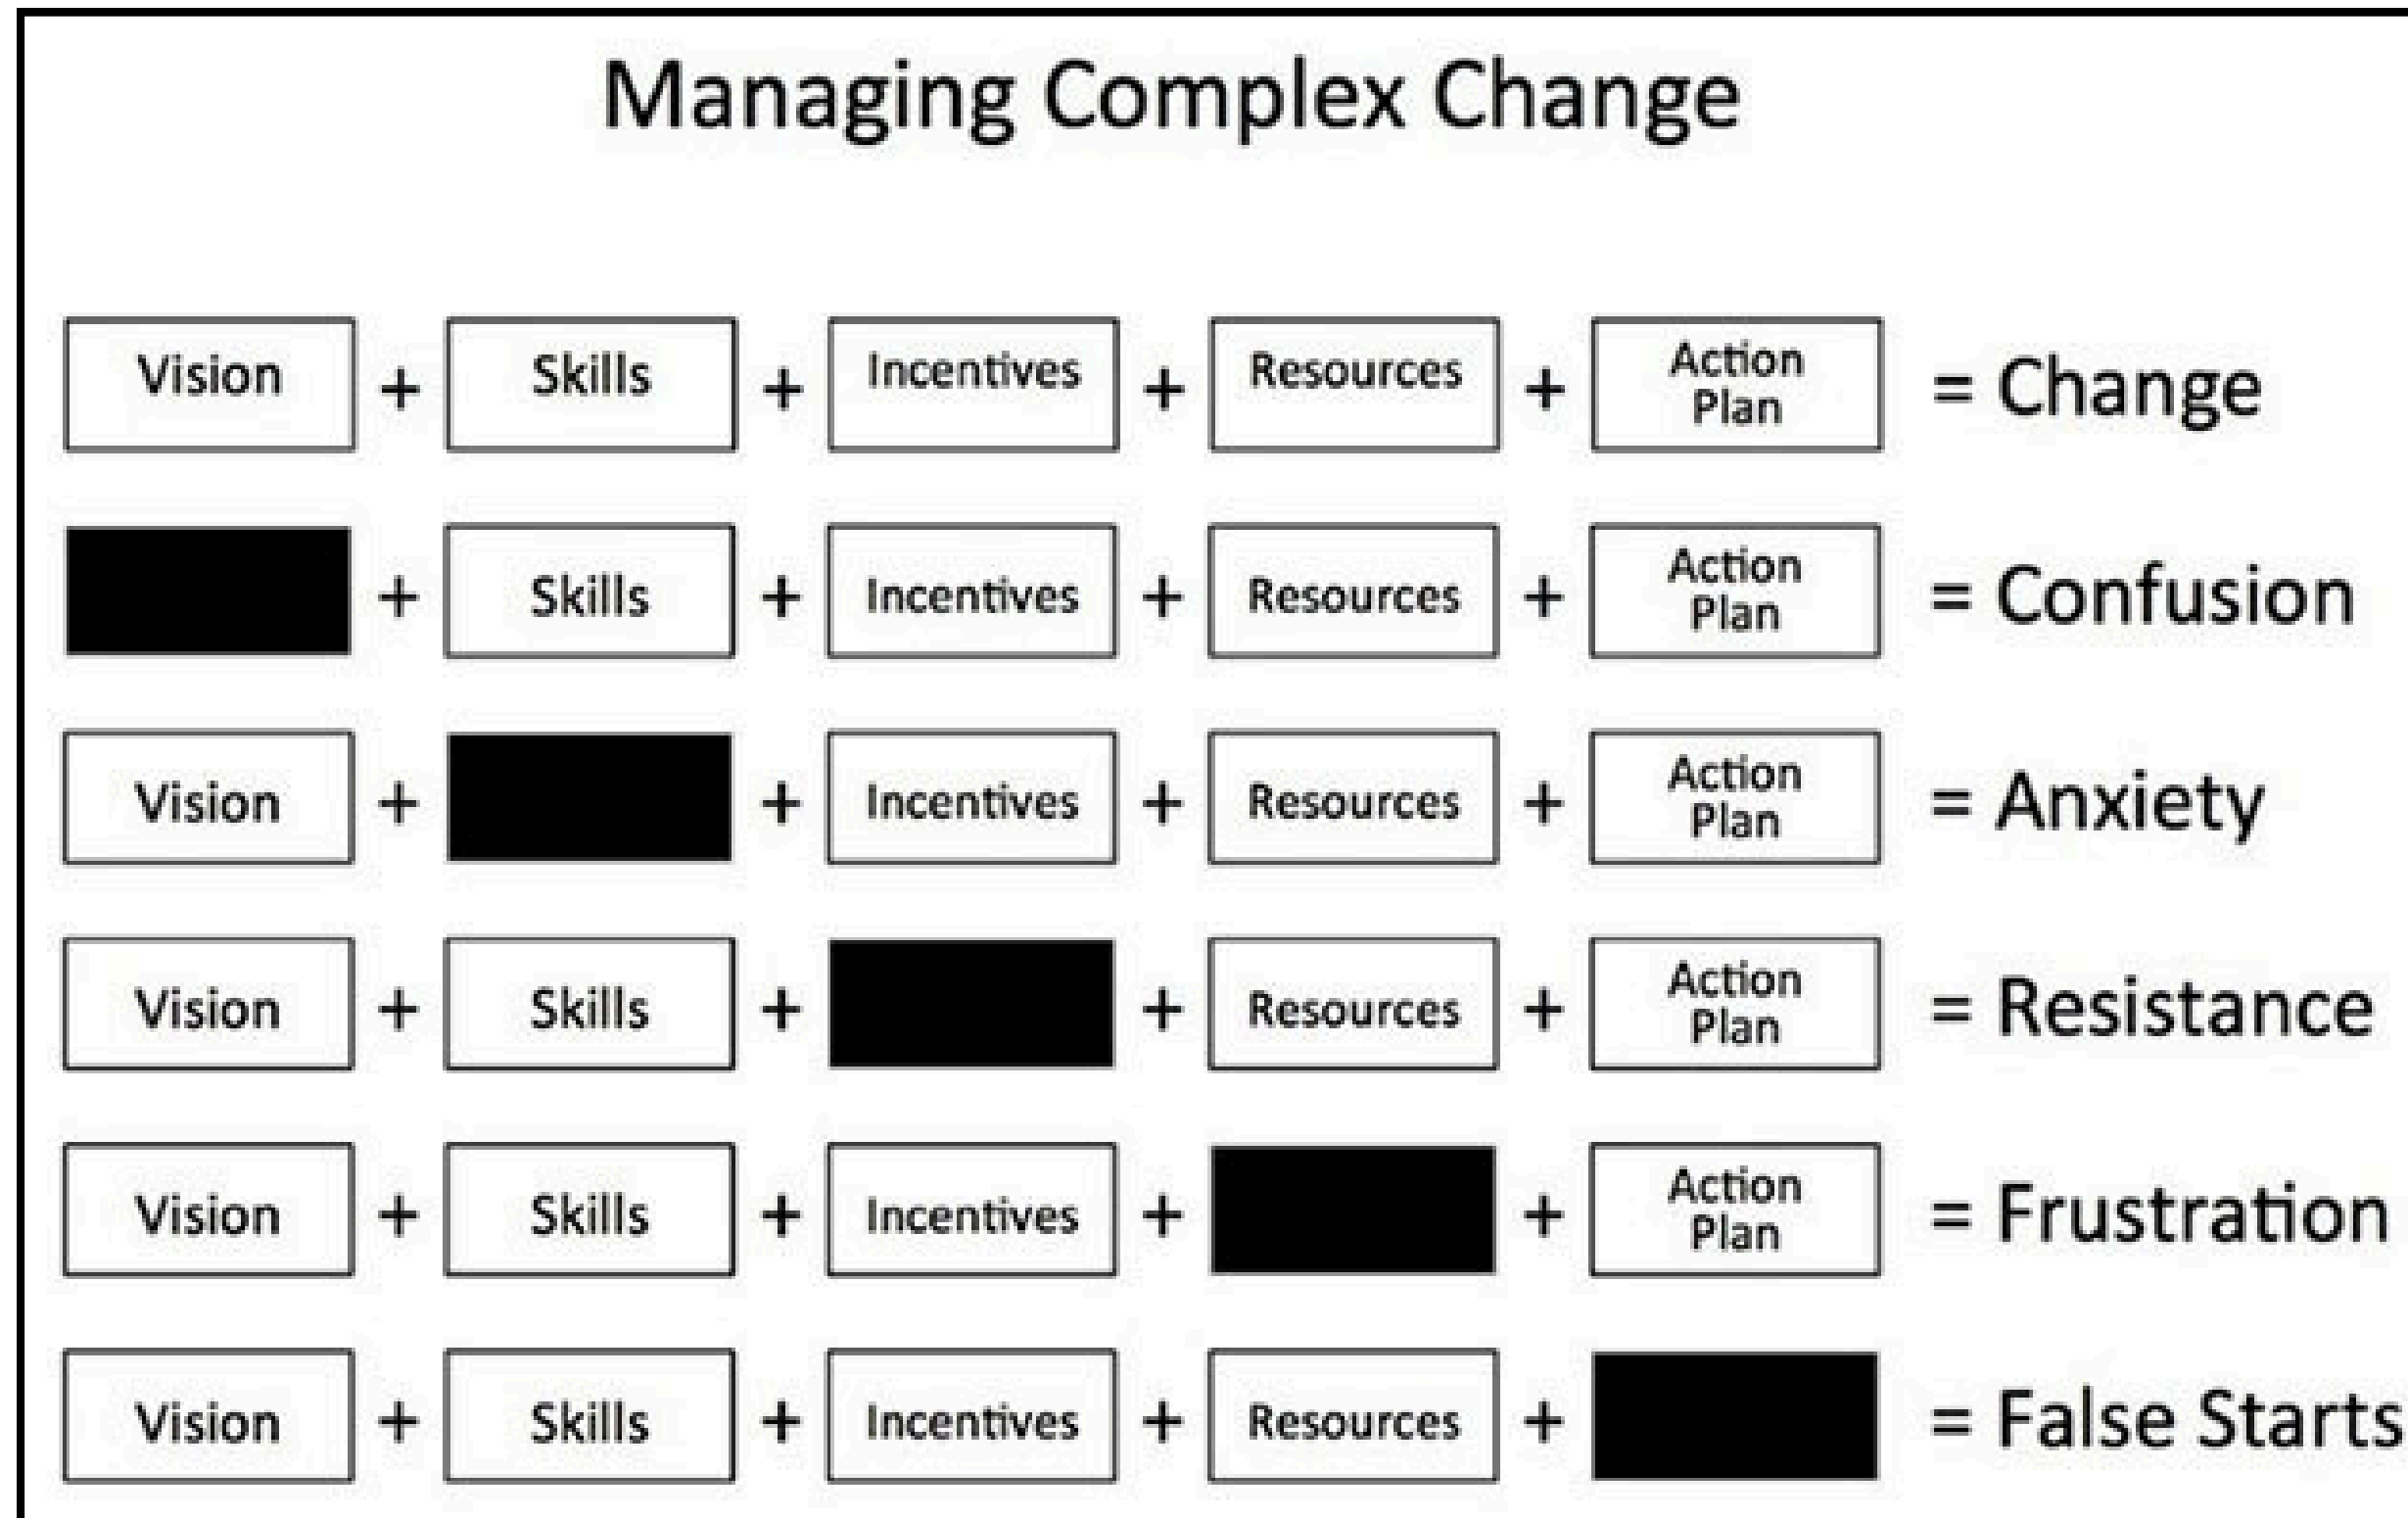 Managing Complex Change
Vision + Skills + Incentives + Resources + Action Plan = Change
+ Skills + Incentives + Resources + Action Plan = Confusion
Vision + + Incentives + Resources + Action Plan = Anxiety
Vision + Skills + + Resources + Action Plan = Resistance
Vision + Skills + Incentives + + Action Plan = Frustration
Vision + Skills + Incentives + Resources + = False Starts